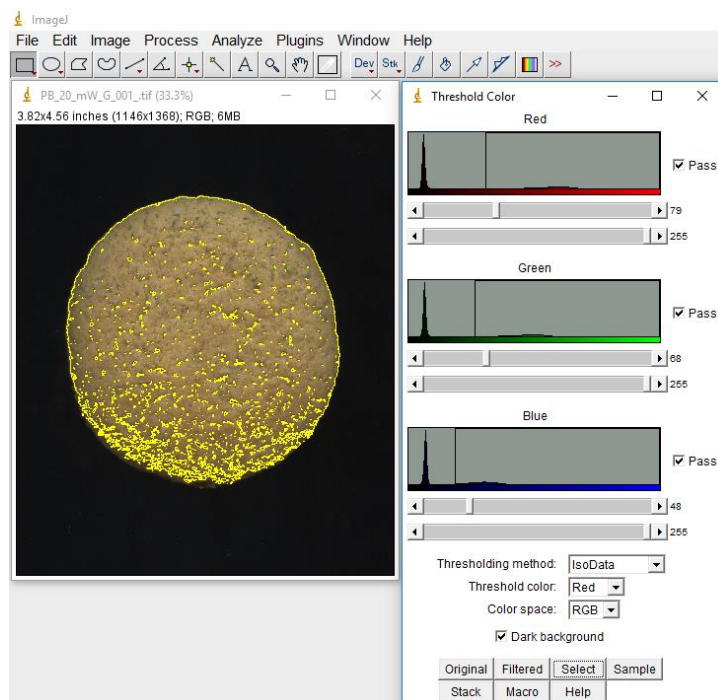 ImageJ
File Edit Image Process Analyze Plugins Window Help
Dev Stk >>
PB_20_mW_G_001_.tif (33.3%)
3.82x4.56 inches (1146x1368); RGB; 6MB
Threshold Color
Red
Pass
79
255
Green
Pass
68
255
Blue
Pass
48
255
Thresholding method: IsoData
Threshold color: Red
Color space: RGB
Dark background
Original Filtered Select Sample
Stack Macro Help